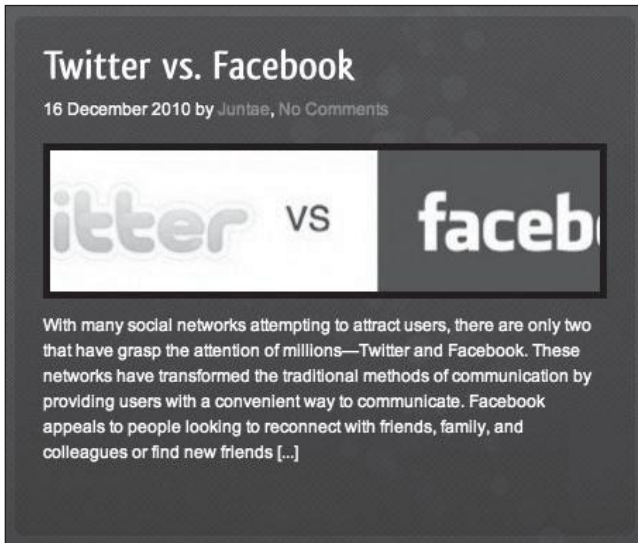 Twitter vs. Facebook
16 December 2010 by Juntae, No Comments
itter vs facebo
With many social networks attempting to attract users, there are only two
that have grasp the attention of millions—Twitter and Facebook. These
networks have transformed the traditional methods of communication by
providing users with a convenient way to communicate. Facebook
appeals to people looking to reconnect with friends, family, and
colleagues or find new friends [...]